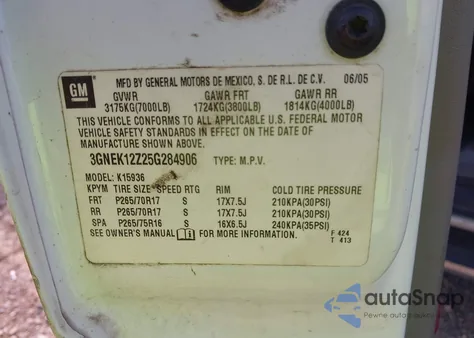 GM
MFD BY GENERAL MOTORS DE MEXICO, S. DE R.L. DE C.V. 06/05
GVWR GAWR FRT GAWR RR
3175KG(7000LB) 1724KG(3800LB) 1814KG(4000LB)
THIS VEHICLE CONFORMS TO ALL APPLICABLE U.S. FEDERAL MOTOR
VEHICLE SAFETY STANDARDS IN EFFECT ON THE DATE OF
MANUFACTURE SHOWN ABOVE.
3GNEK12Z25G284906 TYPE: M.P.V.
MODEL: K15936
KPYM TIRE SIZE SPEED RTG RIM COLD TIRE PRESSURE
FRT P265/70R17 S 17X7.5J 210KPA(30PSI)
RR P265/70R17 S 17X7.5J 210KPA(30PSI)
SPA P265/75R16 S 16X6.5J 240KPA(35PSI)
SEE OWNER'S MANUAL FOR MORE INFORMATION. F 424
T 413
autoSnap
Pewne auto z USA